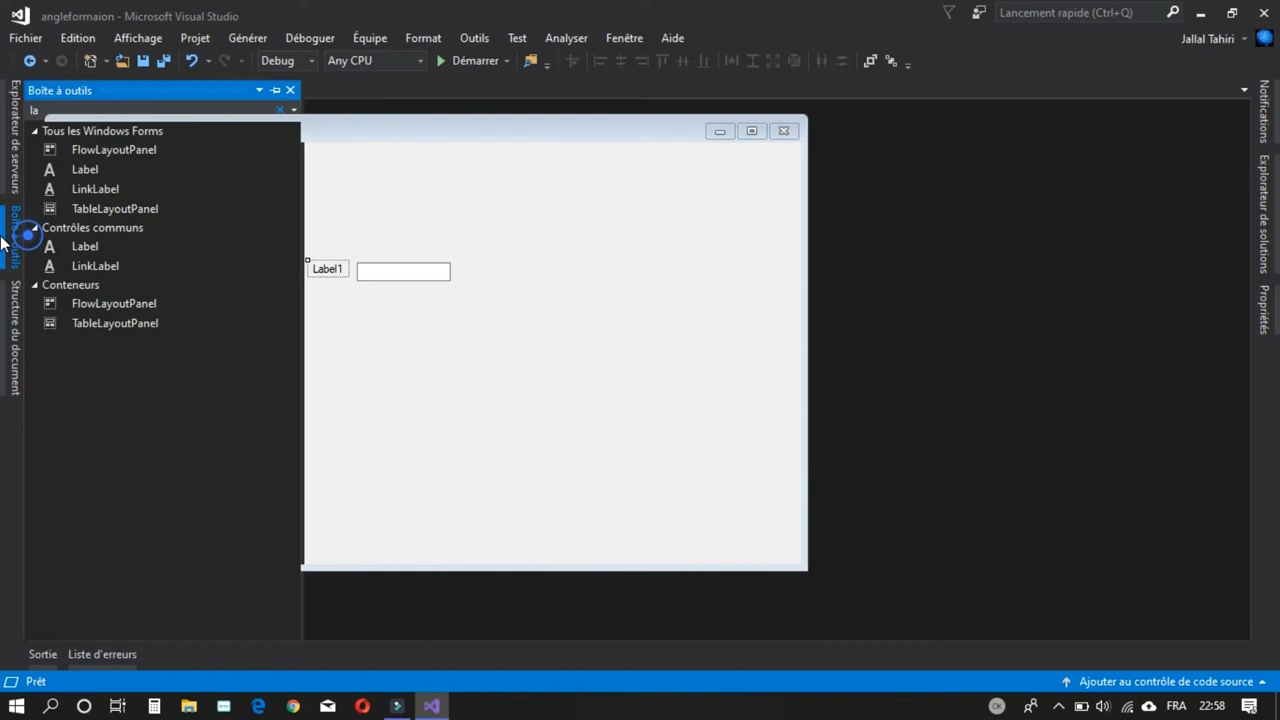 angleformaion - Microsoft Visual Studio
Lancement rapide (Ctrl+Q)
Fichier Edition Affichage Projet Générer Déboguer Équipe Format Outils Test Analyser Fenêtre Aide
Jallal Tahiri
Debug Any CPU Démarrer
Boîte à outils
la
Tous les Windows Forms
FlowLayoutPanel
Label
LinkLabel
TableLayoutPanel
Contrôles communs
Label
LinkLabel
Conteneurs
FlowLayoutPanel
TableLayoutPanel
Explorateur de serveurs
Boîte à outils
Structure du document
Label1
Notifications
Explorateur de solutions
Propriétés
Sortie Liste d'erreurs
Prêt
Ajouter au contrôle de code source
FRA 22:58